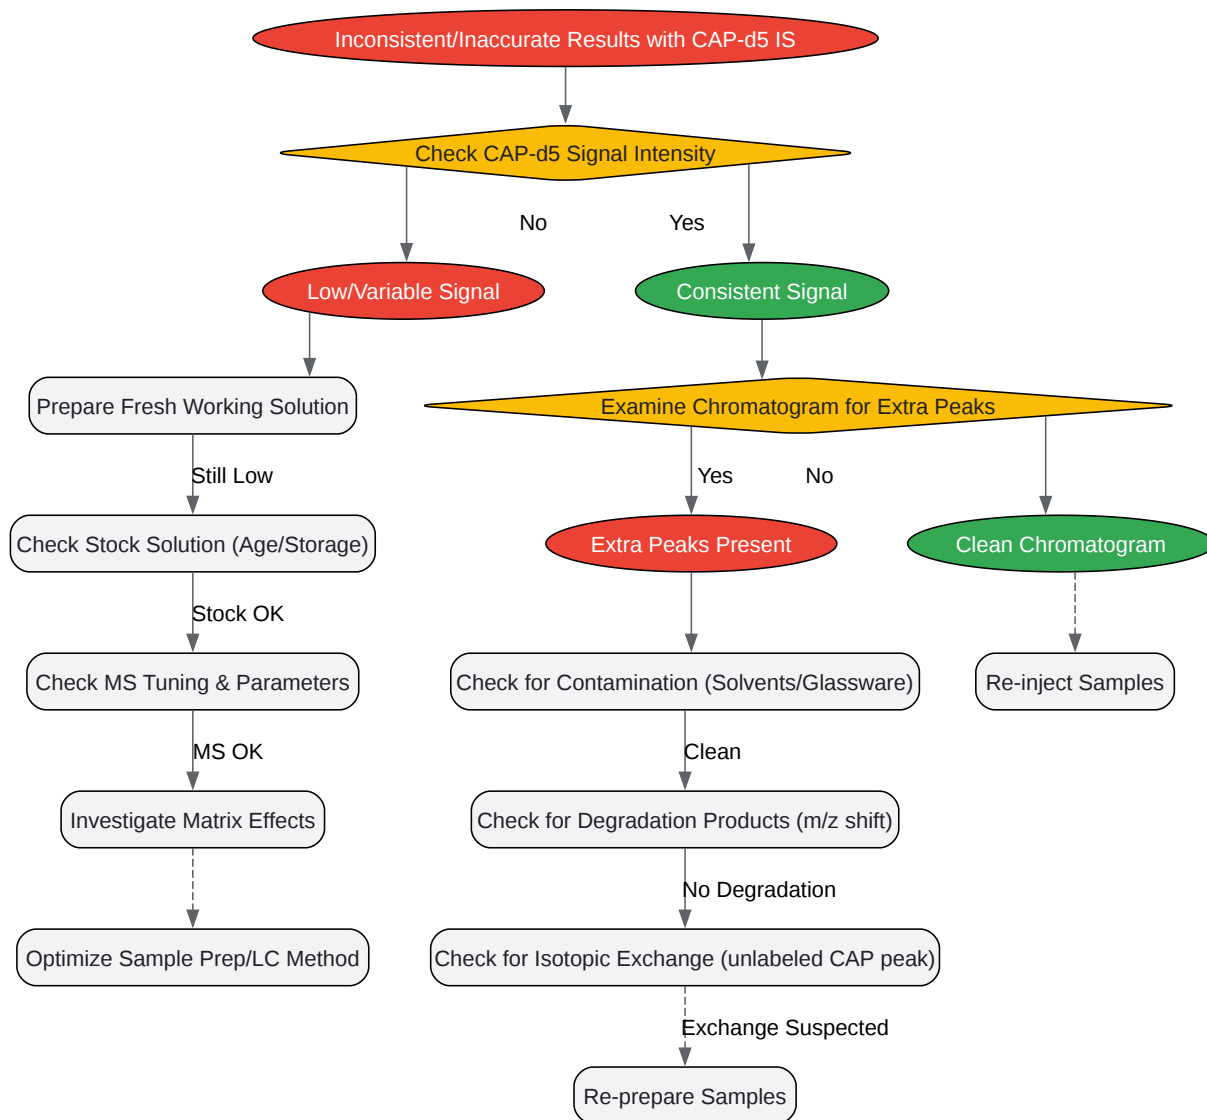 Inconsistent/Inaccurate Results with CAP-d5 IS
Check CAP-d5 Signal Intensity
No
Yes
Low/Variable Signal
Consistent Signal
Prepare Fresh Working Solution
Examine Chromatogram for Extra Peaks
Still Low
Yes
No
Check Stock Solution (Age/Storage)
Extra Peaks Present
Clean Chromatogram
Stock OK
Check MS Tuning & Parameters
Check for Contamination (Solvents/Glassware)
Re-inject Samples
MS OK
Clean
Investigate Matrix Effects
Check for Degradation Products (m/z shift)
No Degradation
Optimize Sample Prep/LC Method
Check for Isotopic Exchange (unlabeled CAP peak)
Exchange Suspected
Re-prepare Samples